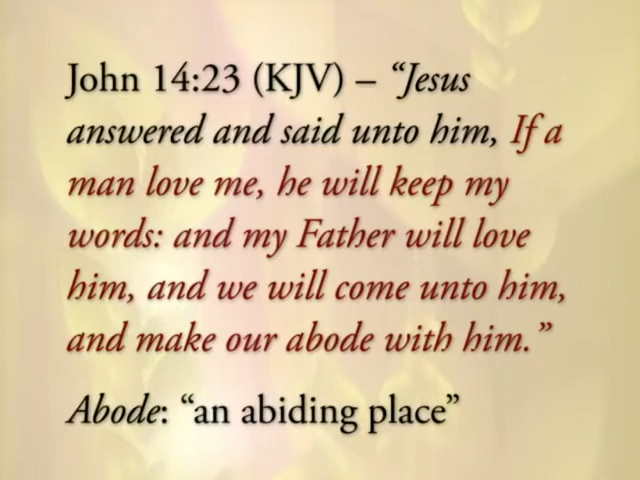 John 14:23 (KJV) – “Jesus
answered and said unto him, If a
man love me, he will keep my
words: and my Father will love
him, and we will come unto him,
and make our abode with him.”
Abode: “an abiding place”